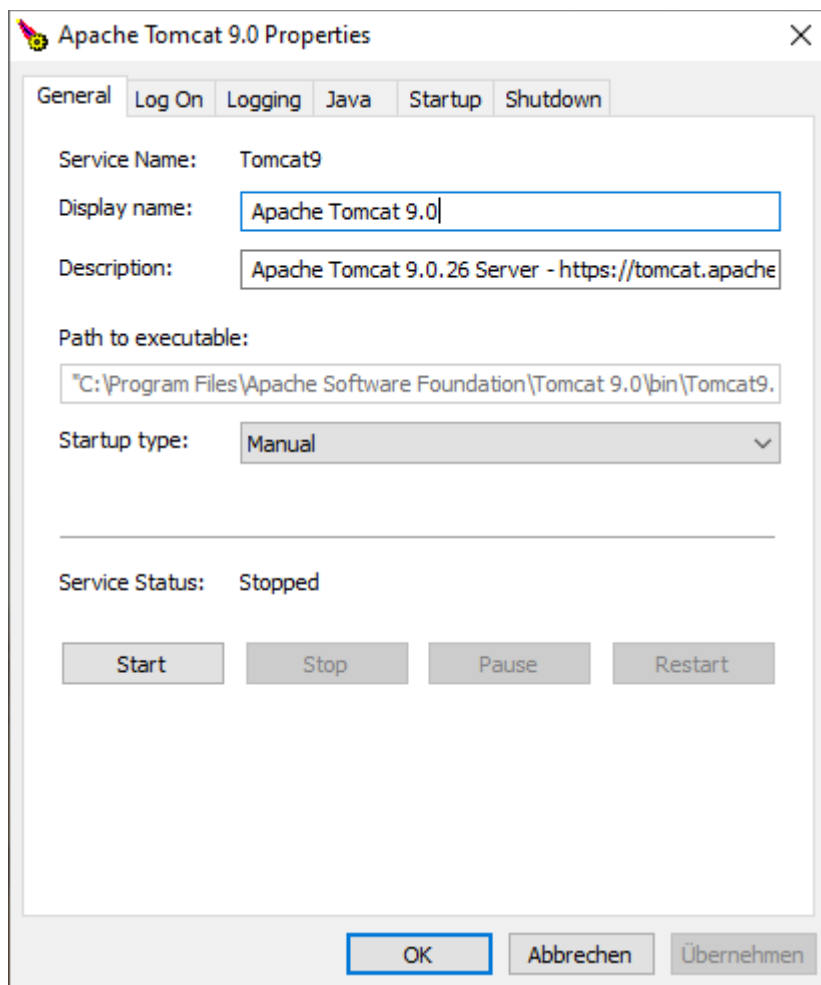 Apache Tomcat 9.0 Properties
General Log On Logging Java Startup Shutdown
Service Name: Tomcat9
Display name: Apache Tomcat 9.0
Description: Apache Tomcat 9.0.26 Server - https://tomcat.apache
Path to executable:
"C:\Program Files\Apache Software Foundation\Tomcat 9.0\bin\Tomcat9.
Startup type: Manual
Service Status: Stopped
Start Stop Pause Restart
OK Abbrechen Übernehmen